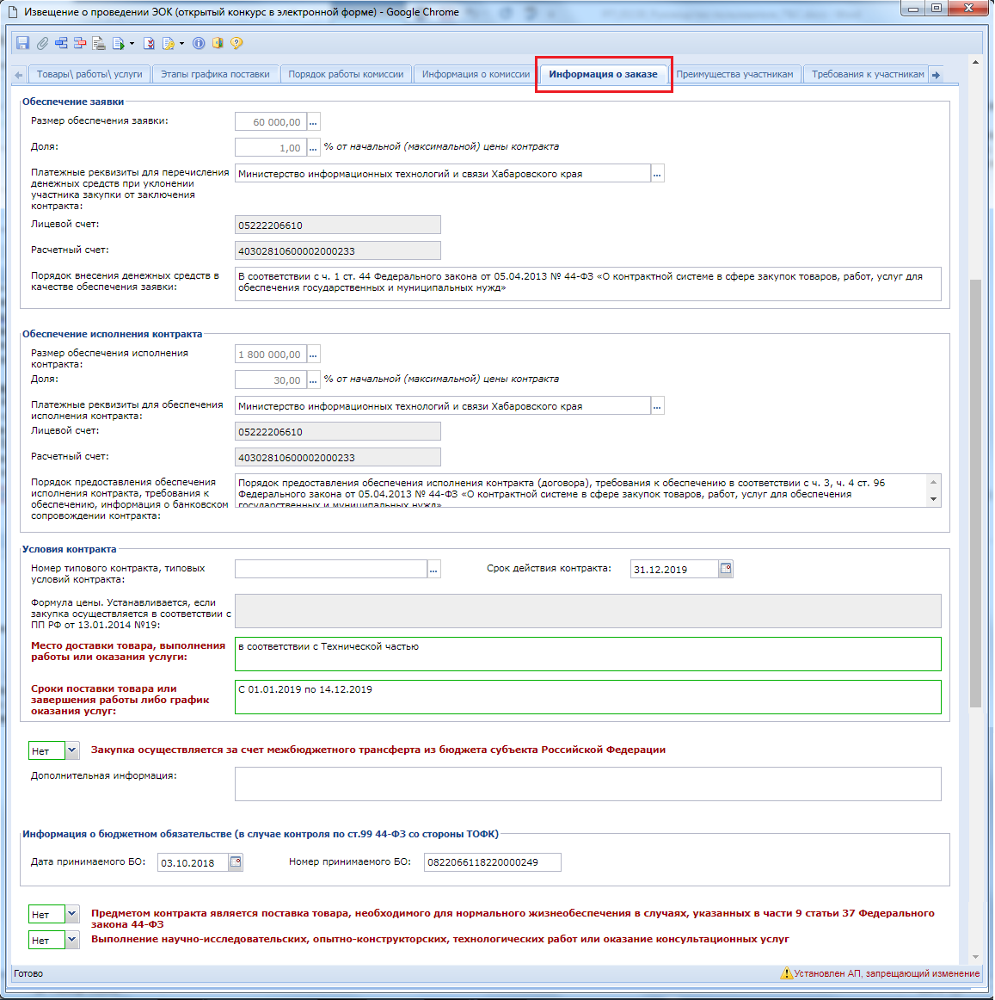 Извещение о проведении ЭОК (открытый конкурс в электронной форме) - Google Chrome
Товары\ работы\ услуги
Этапы графика поставки
Порядок работы комиссии
Информация о комиссии
Информация о заказе
Преимущества участникам
Требования к участникам
Обеспечение заявки
Размер обеспечения заявки:
60 000,00 ...
Доля:
1,00 ... % от начальной (максимальной) цены контракта
Платежные реквизиты для перечисления
денежных средств при уклонении
участника закупки от заключения
контракта:
Министерство информационных технологий и связи Хабаровского края ...
Лицевой счет:
05222206610
Расчетный счет:
40302810600002000233
Порядок внесения денежных средств в
качестве обеспечения заявки:
В соответствии с ч. 1 ст. 44 Федерального закона от 05.04.2013 № 44-ФЗ «О контрактной системе в сфере закупок товаров, работ, услуг для
обеспечения государственных и муниципальных нужд»
Обеспечение исполнения контракта
Размер обеспечения исполнения
контракта:
1 800 000,00 ...
Доля:
30,00 ... % от начальной (максимальной) цены контракта
Платежные реквизиты для обеспечения
исполнения контракта:
Министерство информационных технологий и связи Хабаровского края ...
Лицевой счет:
05222206610
Расчетный счет:
40302810600002000233
Порядок предоставления обеспечения
исполнения контракта, требования к
обеспечению, информация о банковском
сопровождении контракта:
Порядок предоставления обеспечения исполнения контракта (договора), требования к обеспечению в соответствии с ч. 3, ч. 4 ст. 96
Федерального закона от 05.04.2013 № 44-ФЗ «О контрактной системе в сфере закупок товаров, работ, услуг для обеспечения
государственных и муниципальных нужд»
Условия контракта
Номер типового контракта, типовых
условий контракта:
...
Срок действия контракта:
31.12.2019
Формула цены. Устанавливается, если
закупка осуществляется в соответствии с
ПП РФ от 13.01.2014 №19:
Место доставки товара, выполнения
работы или оказания услуги:
в соответствии с Технической частью
Сроки поставки товара или
завершения работы либо график
оказания услуг:
С 01.01.2019 по 14.12.2019
Нет
Закупка осуществляется за счет межбюджетного трансферта из бюджета субъекта Российской Федерации
Дополнительная информация:
Информация о бюджетном обязательстве (в случае контроля по ст.99 44-ФЗ со стороны ТОФК)
Дата принимаемого БО:
03.10.2018
Номер принимаемого БО:
0822066118220000249
Нет
Предметом контракта является поставка товара, необходимого для нормального жизнеобеспечения в случаях, указанных в части 9 статьи 37 Федерального
закона 44-ФЗ
Нет
Выполнение научно-исследовательских, опытно-конструкторских, технологических работ или оказание консультационных услуг
Готово
Установлен АП, запрещающий изменение